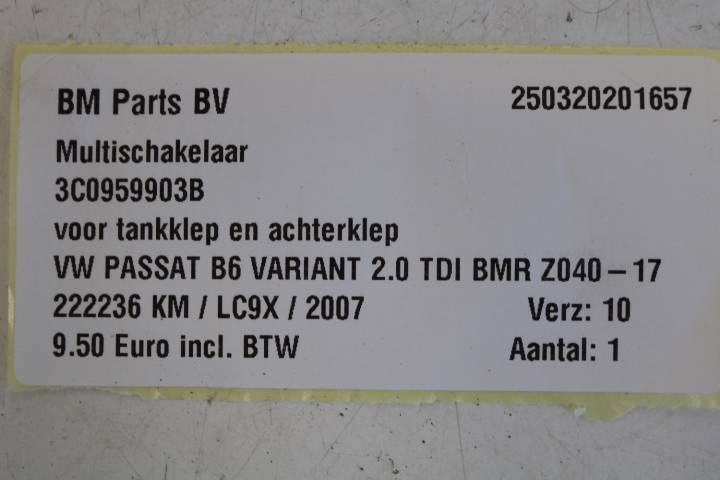 BM Parts BV 250320201657
Multischakelaar
3C0959903B
voor tankklep en achterklep
VW PASSAT B6 VARIANT 2.0 TDI BMR Z040-17
222236 KM / LC9X / 2007 Verz: 10
9.50 Euro incl. BTW Aantal: 1